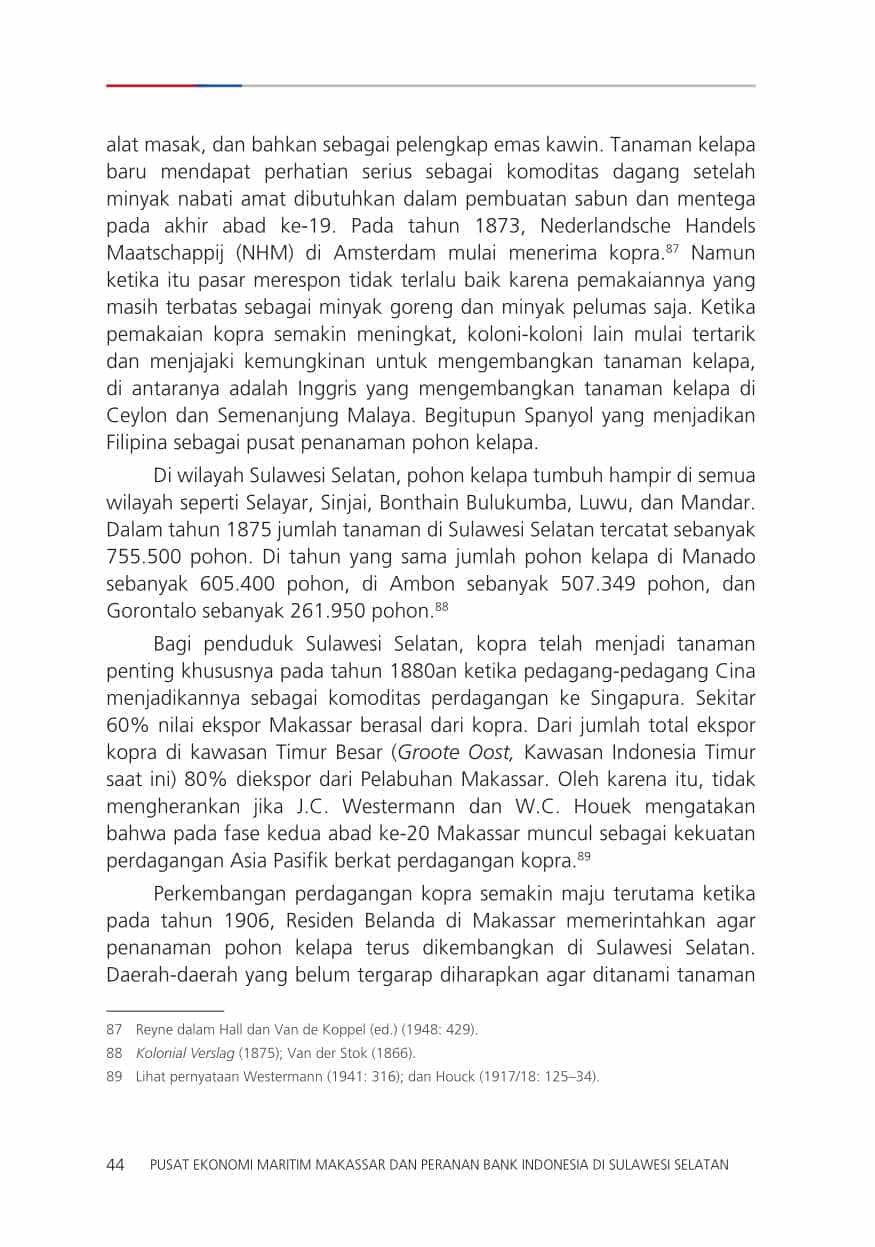 alat masak, dan bahkan sebagai pelengkap emas kawin. Tanaman kelapa
baru mendapat perhatian serius sebagai komoditas dagang setelah
minyak nabati amat dibutuhkan dalam pembuatan sabun dan mentega
pada akhir abad ke-19. Pada tahun 1873, Nederlandsche Handels
Maatschappij (NHM) di Amsterdam mulai menerima kopra.87 Namun
ketika itu pasar merespon tidak terlalu baik karena pemakaiannya yang
masih terbatas sebagai minyak goreng dan minyak pelumas saja. Ketika
pemakaian kopra semakin meningkat, koloni-koloni lain mulai tertarik
dan menjajaki kemungkinan untuk mengembangkan tanaman kelapa,
di antaranya adalah Inggris yang mengembangkan tanaman kelapa di
Ceylon dan Semenanjung Malaya. Begitupun Spanyol yang menjadikan
Filipina sebagai pusat penanaman pohon kelapa.
Di wilayah Sulawesi Selatan, pohon kelapa tumbuh hampir di semua
wilayah seperti Selayar, Sinjai, Bonthain Bulukumba, Luwu, dan Mandar.
Dalam tahun 1875 jumlah tanaman di Sulawesi Selatan tercatat sebanyak
755.500 pohon. Di tahun yang sama jumlah pohon kelapa di Manado
sebanyak 605.400 pohon, di Ambon sebanyak 507.349 pohon, dan
Gorontalo sebanyak 261.950 pohon.88
Bagi penduduk Sulawesi Selatan, kopra telah menjadi tanaman
penting khususnya pada tahun 1880an ketika pedagang-pedagang Cina
menjadikannya sebagai komoditas perdagangan ke Singapura. Sekitar
60% nilai ekspor Makassar berasal dari kopra. Dari jumlah total ekspor
kopra di kawasan Timur Besar (Groote Oost, Kawasan Indonesia Timur
saat ini) 80% diekspor dari Pelabuhan Makassar. Oleh karena itu, tidak
mengherankan jika J.C. Westermann dan W.C. Houek mengatakan
bahwa pada fase kedua abad ke-20 Makassar muncul sebagai kekuatan
perdagangan Asia Pasifik berkat perdagangan kopra.89
Perkembangan perdagangan kopra semakin maju terutama ketika
pada tahun 1906, Residen Belanda di Makassar memerintahkan agar
penanaman pohon kelapa terus dikembangkan di Sulawesi Selatan.
Daerah-daerah yang belum tergarap diharapkan agar ditanami tanaman
87 Reyne dalam Hall dan Van de Koppel (ed.) (1948: 429).
88 Kolonial Verslag (1875); Van der Stok (1866).
89 Lihat pernyataan Westermann (1941: 316); dan Houck (1917/18: 125–34).
44 PUSAT EKONOMI MARITIM MAKASSAR DAN PERANAN BANK INDONESIA DI SULAWESI SELATAN